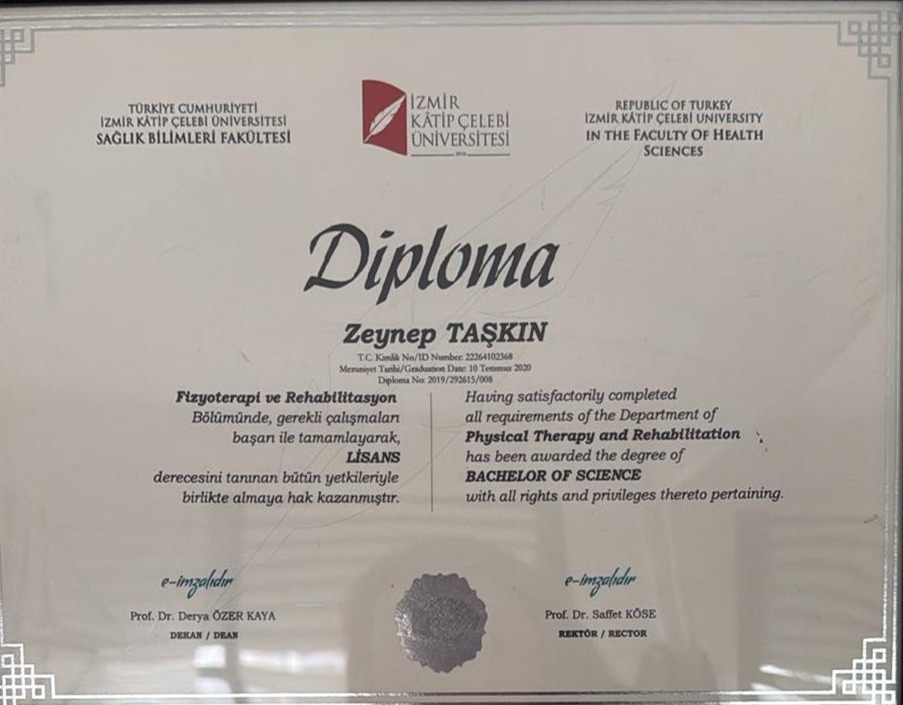 TÜRKİYE CUMHURİYETİ
İZMİR KÂTİP ÇELEBİ ÜNİVERSİTESİ
SAĞLIK BİLİMLERİ FAKÜLTESİ
İZMİR
KÂTİP ÇELEBİ
ÜNİVERSİTESİ
2010
REPUBLIC OF TURKEY
İZMİR KÂTİP ÇELEBİ UNIVERSITY
IN THE FACULTY OF HEALTH
SCIENCES
Diploma
Zeynep TAŞKIN
T.C. Kimlik No/ID Number: 22264102368
Mezuniyet Tarihi/Graduation Date: 10 Temmuz 2020
Diploma No: 2019/292615/008
Fizyoterapi ve Rehabilitasyon
Bölümünde, gerekli çalışmaları
başarı ile tamamlayarak,
LİSANS
derecesini tanınan bütün yetkileriyle
birlikte almaya hak kazanmıştır.
Having satisfactorily completed
all requirements of the Department of
Physical Therapy and Rehabilitation
has been awarded the degree of
BACHELOR OF SCIENCE
with all rights and privileges thereto pertaining.
e-imzalıdır
Prof. Dr. Derya ÖZER KAYA
DEKAN / DEAN
e-imzalıdır
Prof. Dr. Saffet KÖSE
REKTÖR / RECTOR